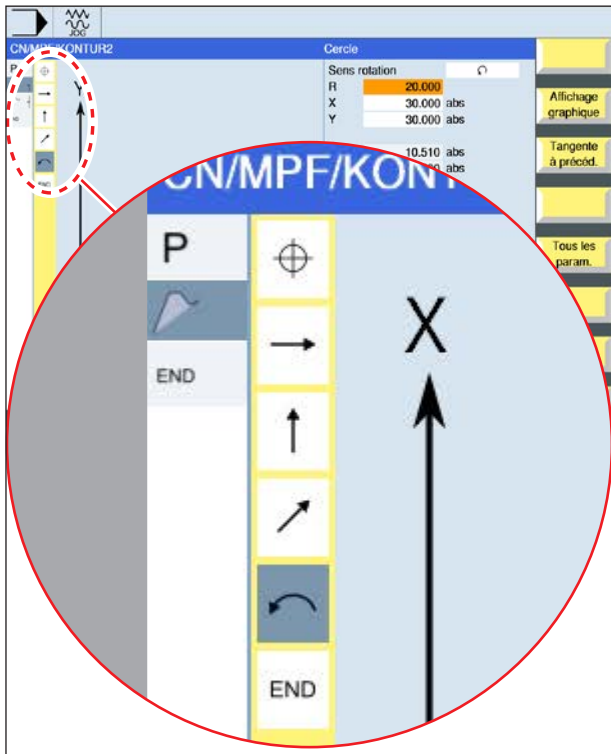 JOG
CN/MPF/KONTUR2
Cercle
P
Y
END
Sens rotation
R 20.000
X 30.000 abs
Y 30.000 abs
10.510 abs
abs
Affichage
graphique
Tangente
à précéd.
Tous les
param.
CN/MPF/KONT
P
X
END
END